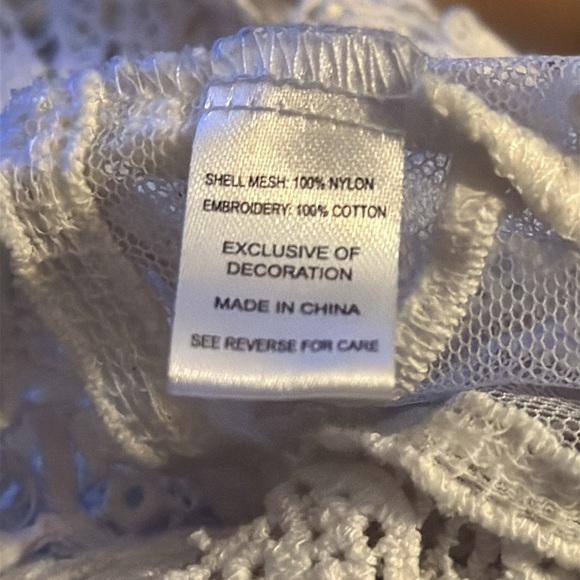 SHELL MESH: 100% NYLON
EMBROIDERY: 100% COTTON
EXCLUSIVE OF
DECORATION
MADE IN CHINA
SEE REVERSE FOR CARE